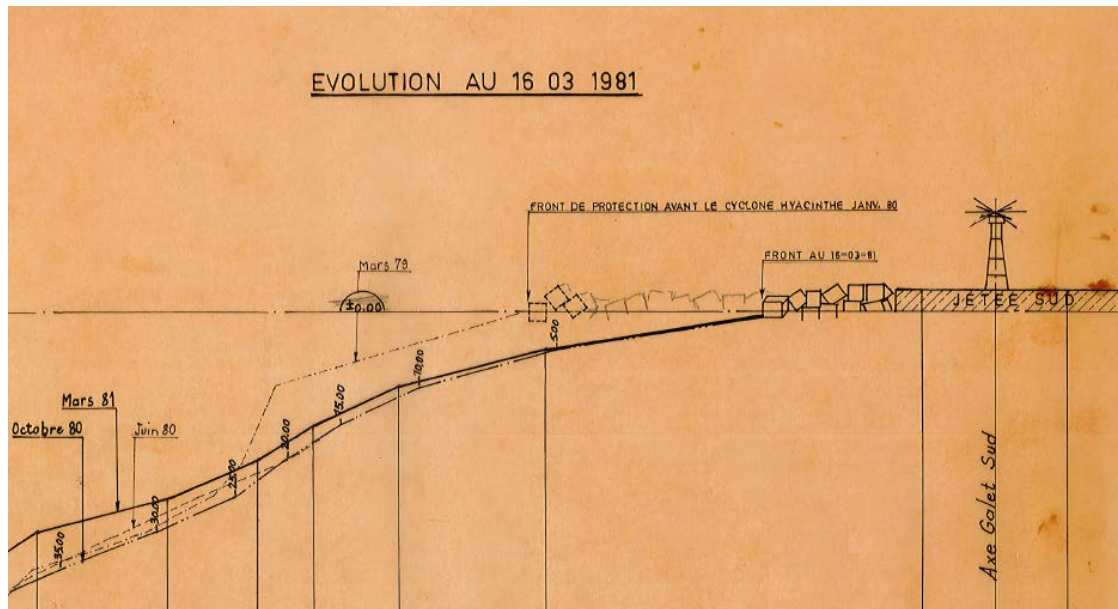 EVOLUTION AU 16 03 1981
FRONT DE PROTECTION AVANT LE CYCLONE HYACINTHE JANV. 80
Mars 79
FRONT AU 16-03-81
±0.00
JETEE SUD
5.00
10.00
15.00
Mars 81
Octobre 80
Juin 80
20.00
25.00
30.00
35.00
Axe Galet Sud